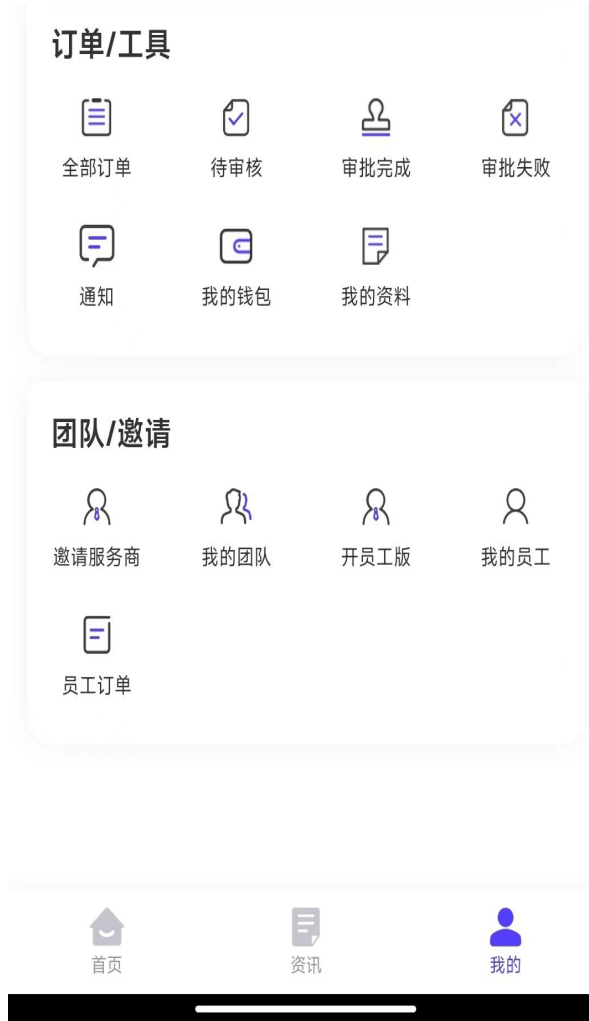 订单/工具
全部订单 待审核 审批完成 审批失败
通知 我的钱包 我的资料
团队/邀请
邀请服务商 我的团队 开员工版 我的员工
员工订单
首页 资讯 我的